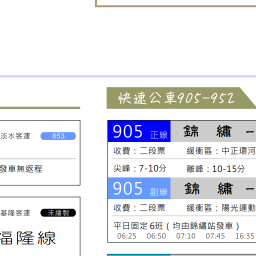 快速公車905-952
淡水客運 853
發車無返程
基隆客運 未繪製
福隆線
905 正線 錦 繡 -
收費：二段票 緩衝區：中正環河
尖峰：7-10分 離峰：10-15分
905 副線 錦 繡 -
收費：二段票 緩衝區：陽光運動
平日固定6班（均由錦繡站發車）
06:25 06:50 07:10 07:45 16:35